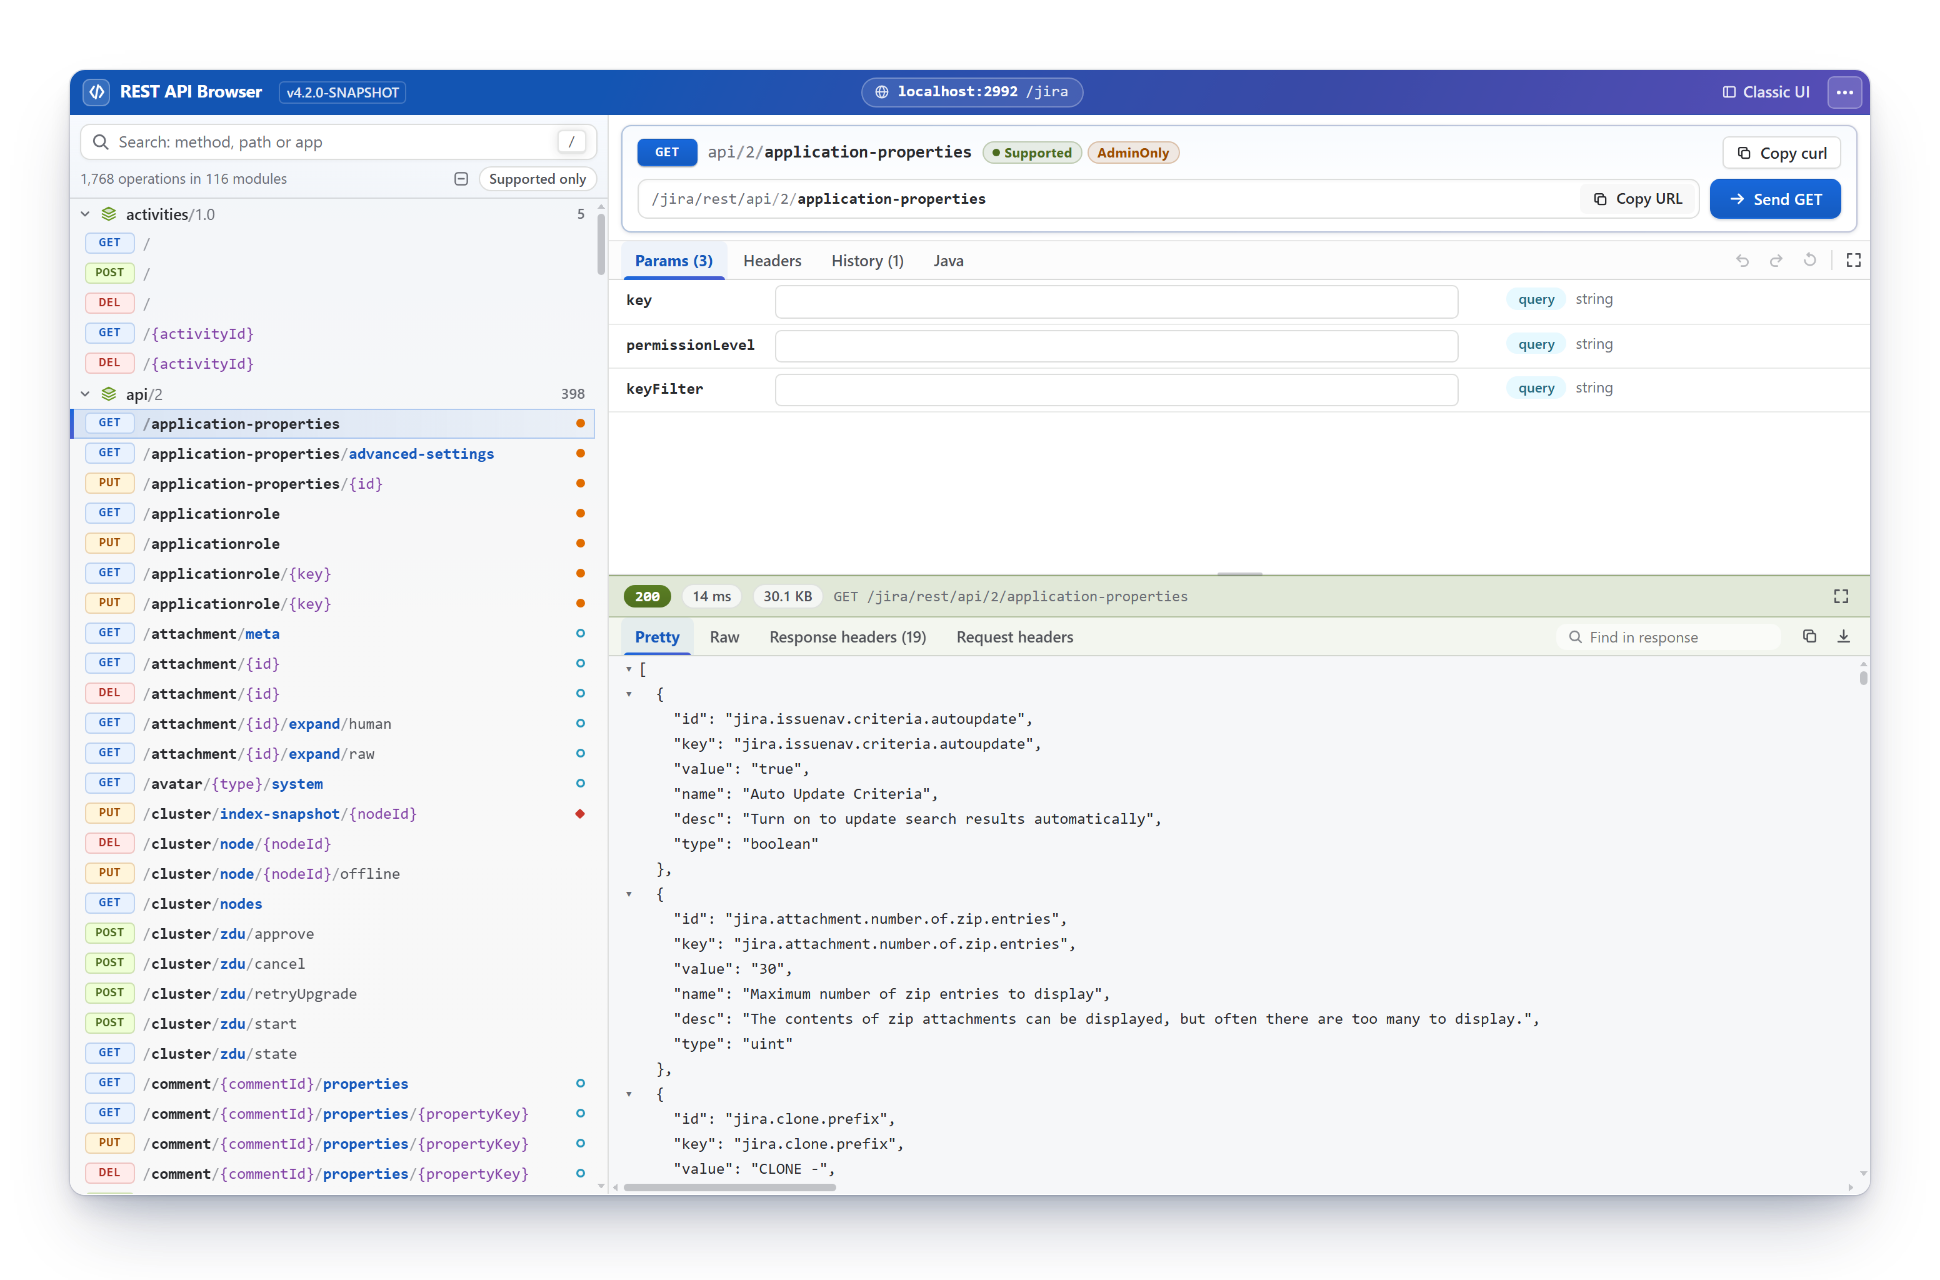 REST API Browser v4.2.0-SNAPSHOT localhost:2992 /jira Classic UI
Search: method, path or app /
1,768 operations in 116 modules Supported only
activities/1.0 5
GET /
POST /
DEL /
GET /{activityId}
DEL /{activityId}
api/2 398
GET /application-properties
GET /application-properties/advanced-settings
PUT /application-properties/{id}
GET /applicationrole
PUT /applicationrole
GET /applicationrole/{key}
PUT /applicationrole/{key}
GET /attachment/meta
GET /attachment/{id}
DEL /attachment/{id}
GET /attachment/{id}/expand/human
GET /attachment/{id}/expand/raw
GET /avatar/{type}/system
PUT /cluster/index-snapshot/{nodeId}
DEL /cluster/node/{nodeId}
PUT /cluster/node/{nodeId}/offline
GET /cluster/nodes
POST /cluster/zdu/approve
POST /cluster/zdu/cancel
POST /cluster/zdu/retryUpgrade
POST /cluster/zdu/start
GET /cluster/zdu/state
GET /comment/{commentId}/properties
GET /comment/{commentId}/properties/{propertyKey}
PUT /comment/{commentId}/properties/{propertyKey}
DEL /comment/{commentId}/properties/{propertyKey}
GET api/2/application-properties Supported AdminOnly Copy curl
/jira/rest/api/2/application-properties Copy URL Send GET
Params (3) Headers History (1) Java
key query string
permissionLevel query string
keyFilter query string
200 14 ms 30.1 KB GET /jira/rest/api/2/application-properties
Pretty Raw Response headers (19) Request headers Find in response
[
{
"id": "jira.issuenav.criteria.autoupdate",
"key": "jira.issuenav.criteria.autoupdate",
"value": "true",
"name": "Auto Update Criteria",
"desc": "Turn on to update search results automatically",
"type": "boolean"
},
{
"id": "jira.attachment.number.of.zip.entries",
"key": "jira.attachment.number.of.zip.entries",
"value": "30",
"name": "Maximum number of zip entries to display",
"desc": "The contents of zip attachments can be displayed, but often there are too many to display.",
"type": "uint"
},
{
"id": "jira.clone.prefix",
"key": "jira.clone.prefix",
"value": "CLONE -",